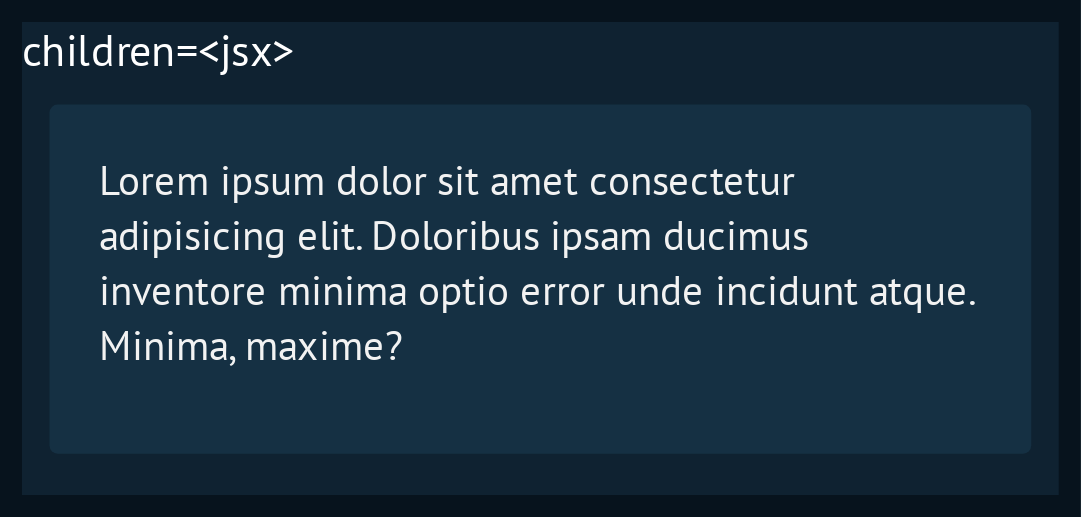 children=<jsx>
Lorem ipsum dolor sit amet consectetur
adipisicing elit. Doloribus ipsam ducimus
inventore minima optio error unde incidunt atque.
Minima, maxime?